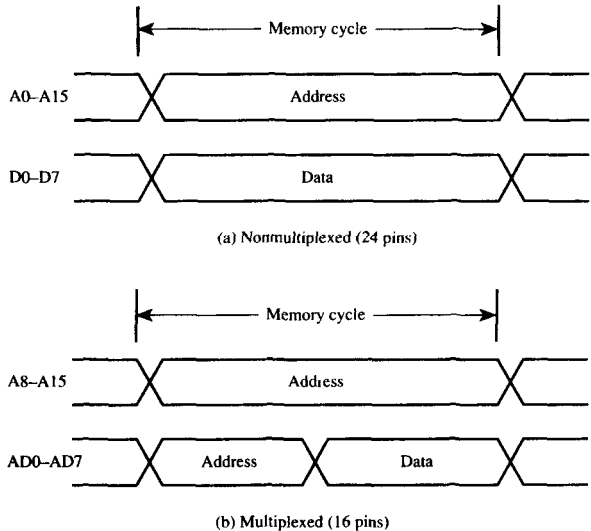 Memory cycle
A0–A15
Address
D0–D7
Data
(a) Nonmultiplexed (24 pins)
Memory cycle
A8–A15
Address
AD0–AD7
Address
Data
(b) Multiplexed (16 pins)